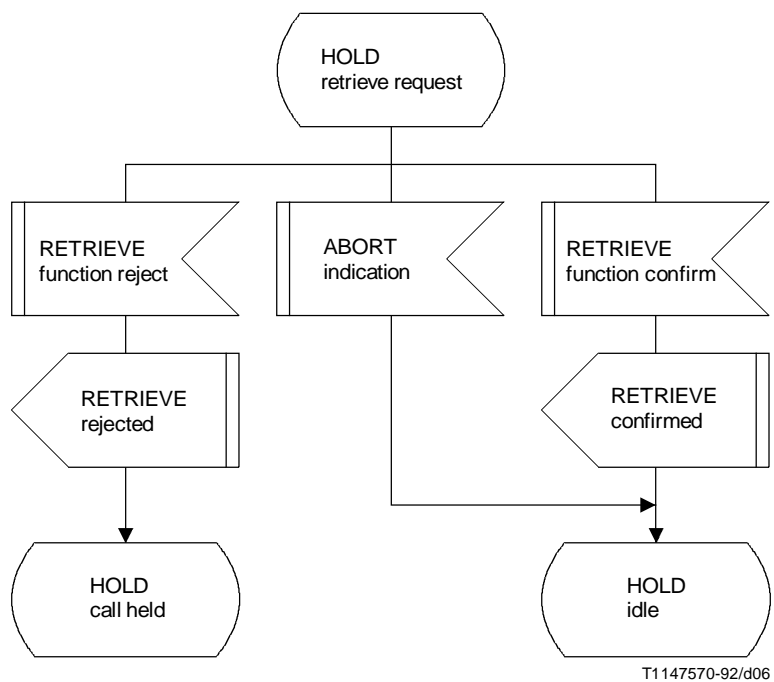 HOLD
retrieve request
RETRIEVE
function reject
ABORT
indication
RETRIEVE
function confirm
RETRIEVE
rejected
RETRIEVE
confirmed
HOLD
call held
HOLD
idle
T1147570-92/d06